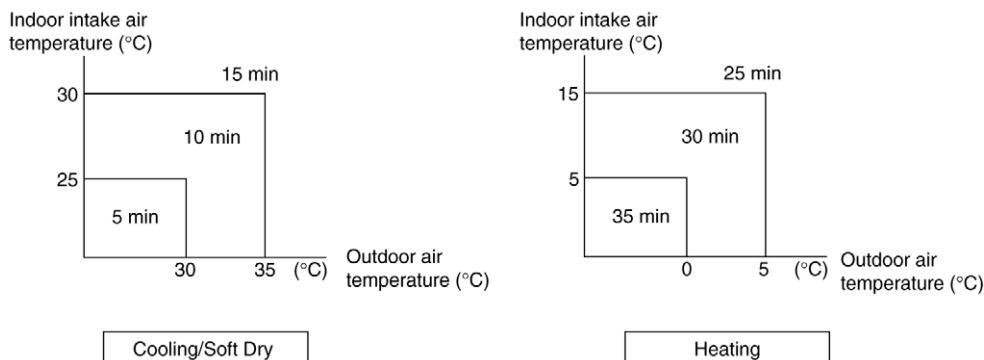 Indoor intake air
temperature (°C)
15 min
30
10 min
25
5 min
30
35
(°C)
Outdoor air
temperature (°C)
Cooling/Soft Dry
Indoor intake air
temperature (°C)
25 min
15
30 min
5
35 min
0
5
(°C)
Outdoor air
temperature (°C)
Heating